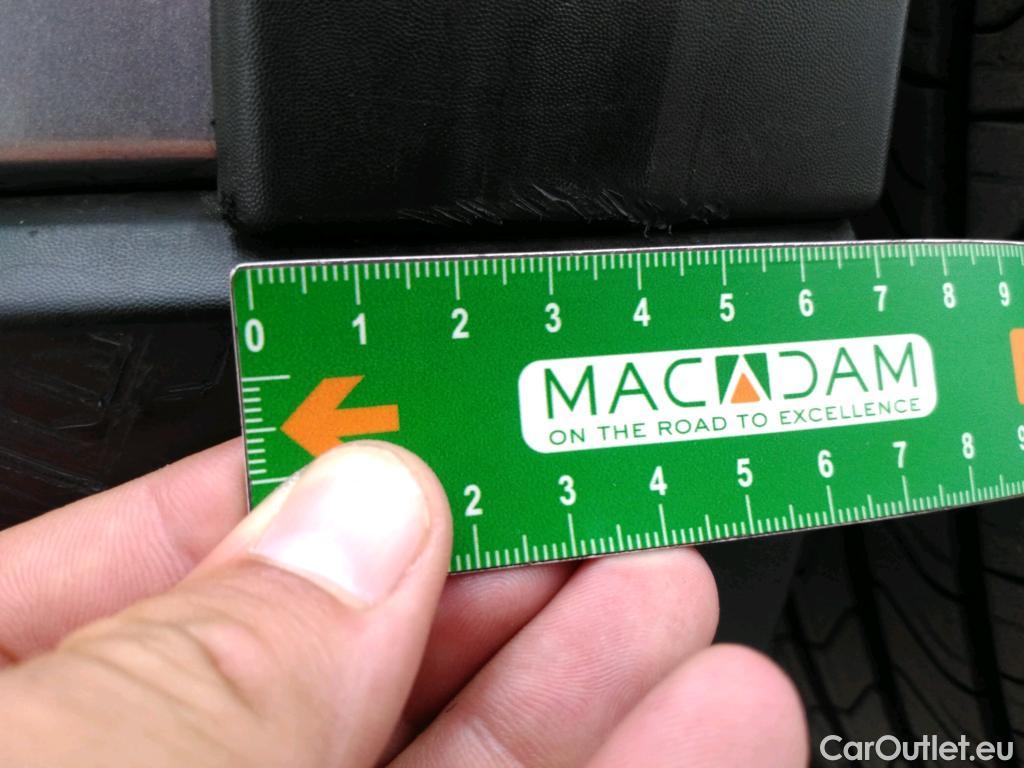 0 1 2 3 4 5 6 7 8 9
MACADAM
ON THE ROAD TO EXCELLENCE
2 3 4 5 6 7 8 9
CarOutlet.eu